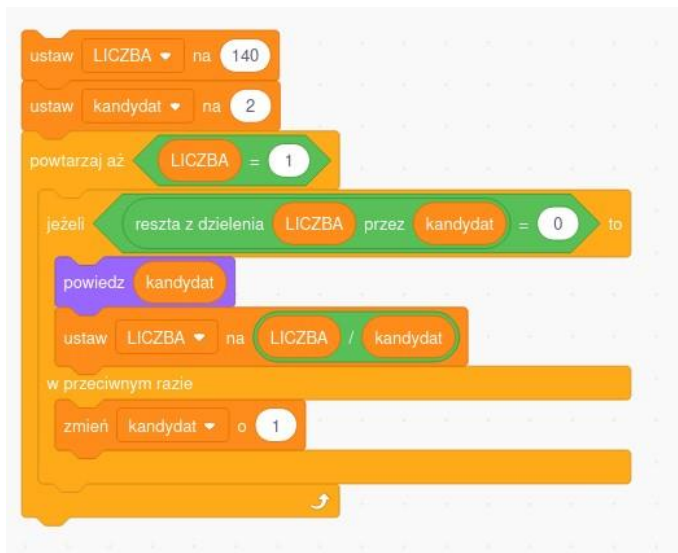 ustaw LICZBA na 140
ustaw kandydat na 2
powtarzaj aż LICZBA = 1
jeżeli reszta z dzielenia LICZBA przez kandydat = 0 to
powiedz kandydat
ustaw LICZBA na LICZBA / kandydat
w przeciwnym razie
zmień kandydat o 1